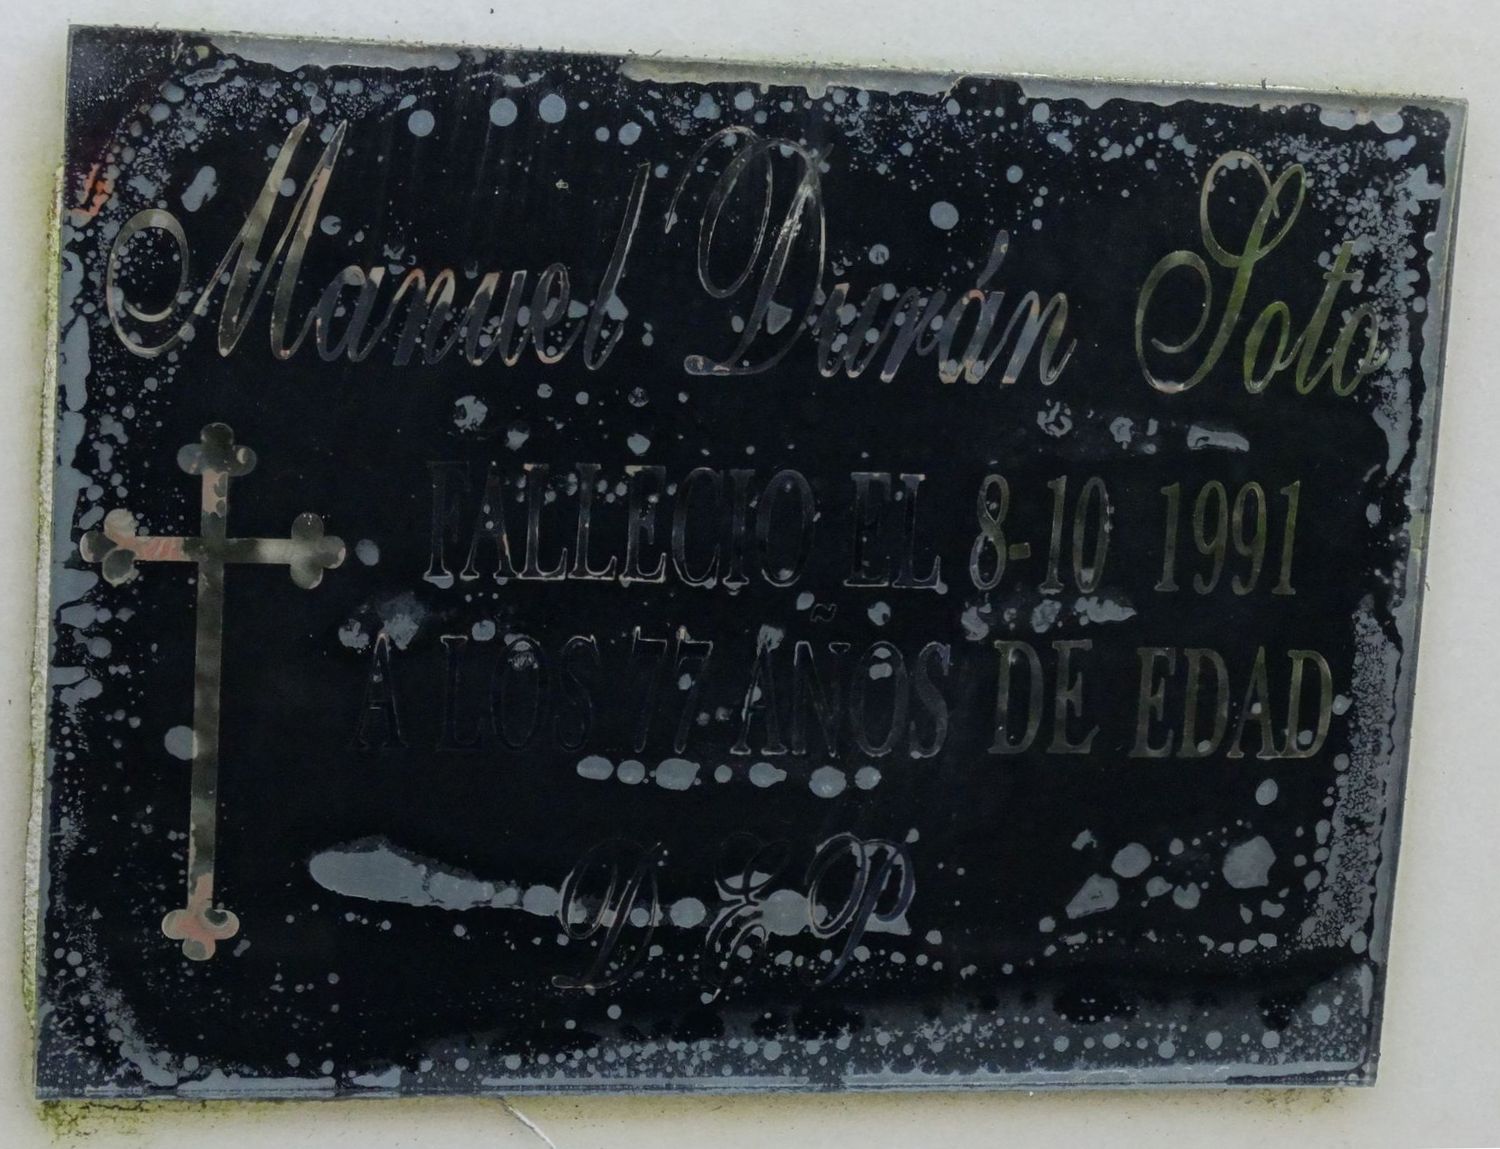 Manuel Durán Soto
FALLECIO EL 8-10 1991
A LOS 77 AÑOS DE EDAD
D E P